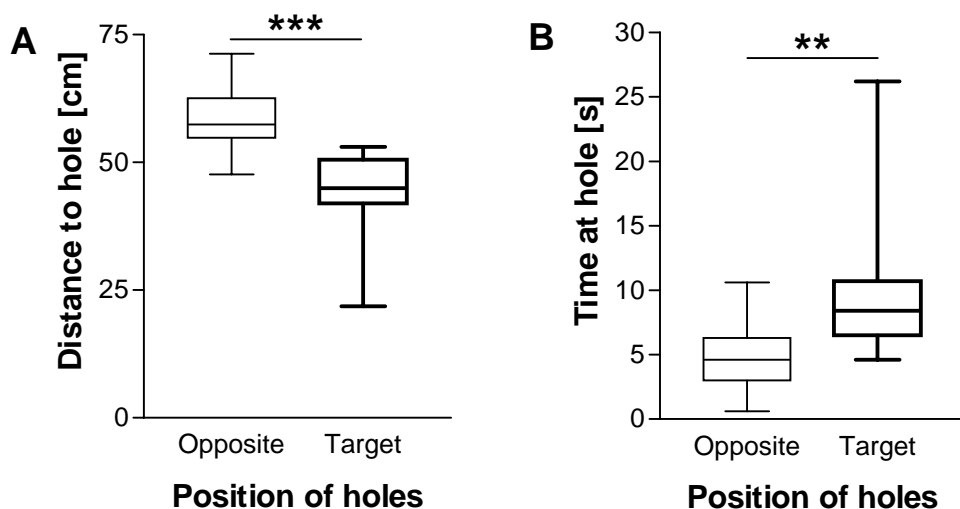 A
***
Distance to hole [cm]
75
50
25
0
Opposite Target
Position of holes
B
**
Time at hole [s]
30
25
20
15
10
5
0
Opposite Target
Position of holes